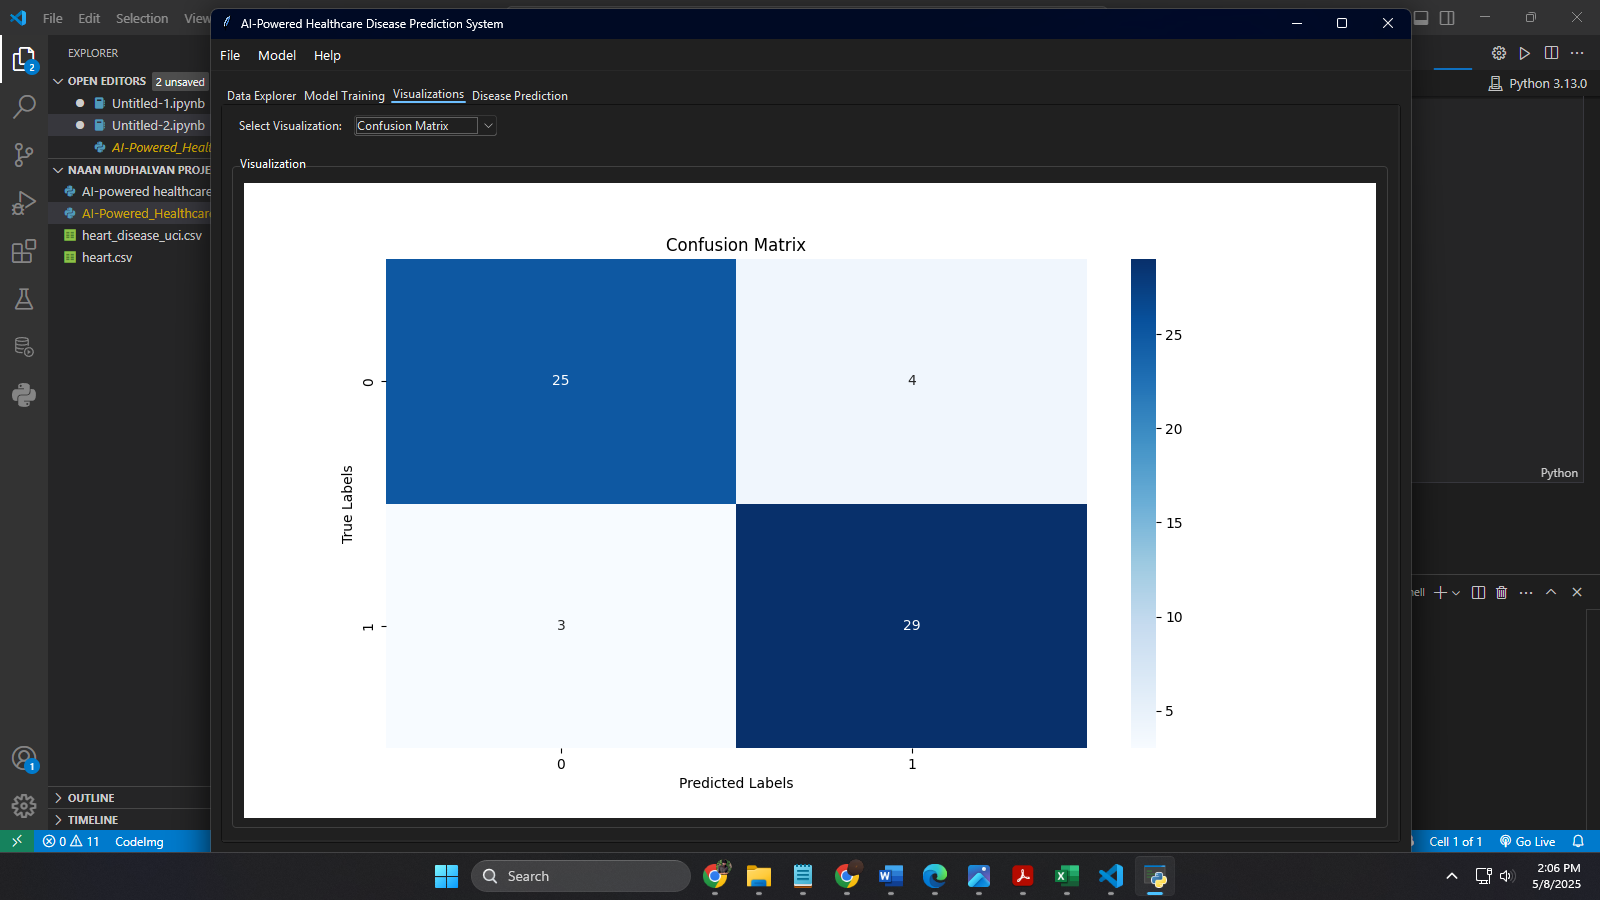 File Edit Selection View
AI-Powered Healthcare Disease Prediction System
File Model Help
EXPLORER
OPEN EDITORS 2 unsaved
Untitled-1.ipynb
Untitled-2.ipynb
AI-Powered_Healt
NAAN MUDHALVAN PROJE
AI-powered healthcare
AI-Powered_Healthcar
heart_disease_uci.csv
heart.csv
2
1
OUTLINE
TIMELINE
Data Explorer Model Training Visualizations Disease Prediction
Select Visualization: Confusion Matrix
Visualization
Confusion Matrix
25 4
3 29
0
1
True Labels
0 1
Predicted Labels
25
20
15
10
5
Python 3.13.0
Python
ell
0 11 CodeImg
Cell 1 of 1 Go Live
Search
2:06 PM
5/8/2025